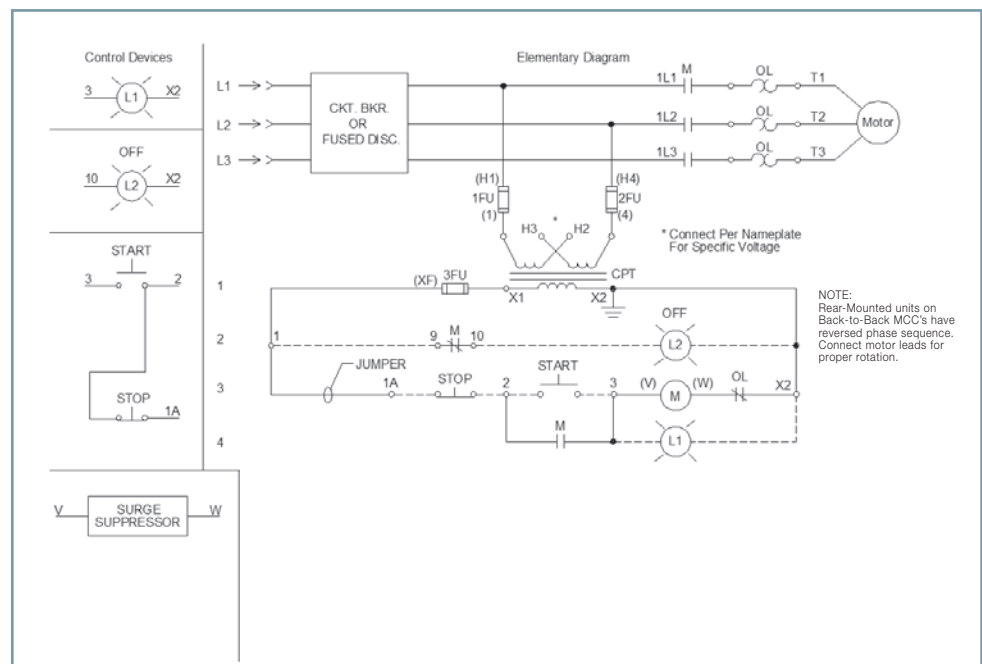 Control Devices
3 L1 X2
OFF
10 L2 X2
START
3 2
STOP
1A
V SURGE SUPPRESSOR W
Elementary Diagram
L1 CKT. BKR. 1L1 M OL T1
L2 OR 1L2 OL T2 Motor
L3 FUSED DISC. 1L3 OL T3
(H1) (H4)
1FU 2FU
(1) (4)
H3 * H2
* Connect Per Nameplate
For Specific Voltage
CPT
1 (XF) 3FU X1 X2
OFF
2 1 9 M 10 L2
JUMPER
3 1A STOP 2 START 3 (V) M (W) OL X2
4 M L1
NOTE:
Rear-Mounted units on
Back-to-Back MCC's have
reversed phase sequence.
Connect motor leads for
proper rotation.